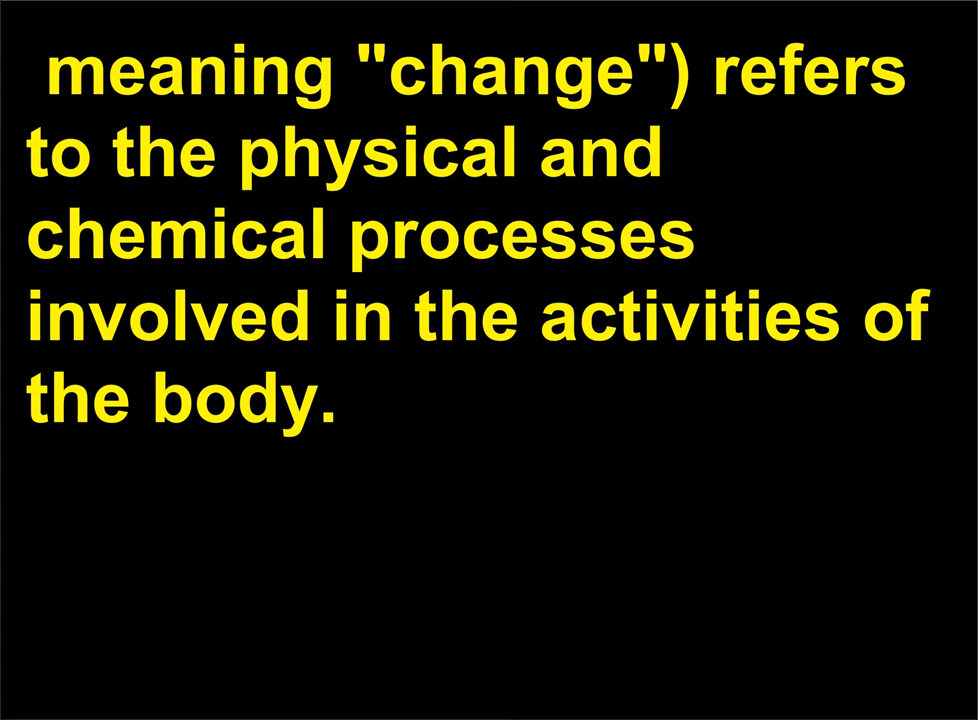 meaning "change") refers
to the physical and
chemical processes
involved in the activities of
the body.